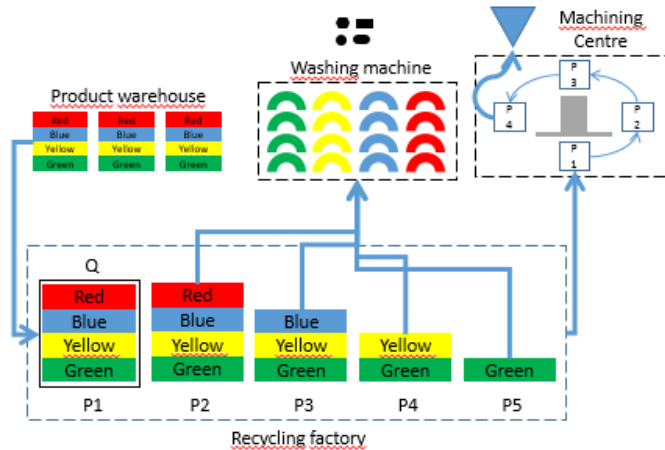 Machining
Centre
Washing machine
Product warehouse
Red Red Red
Blue Blue Blue
Yellow Yellow Yellow
Green Green Green
P
3
P
4
P
2
P
1
Q
Red Red
Blue Blue Blue
Yellow Yellow Yellow Yellow
Green Green Green Green Green
P1 P2 P3 P4 P5
Recycling factory